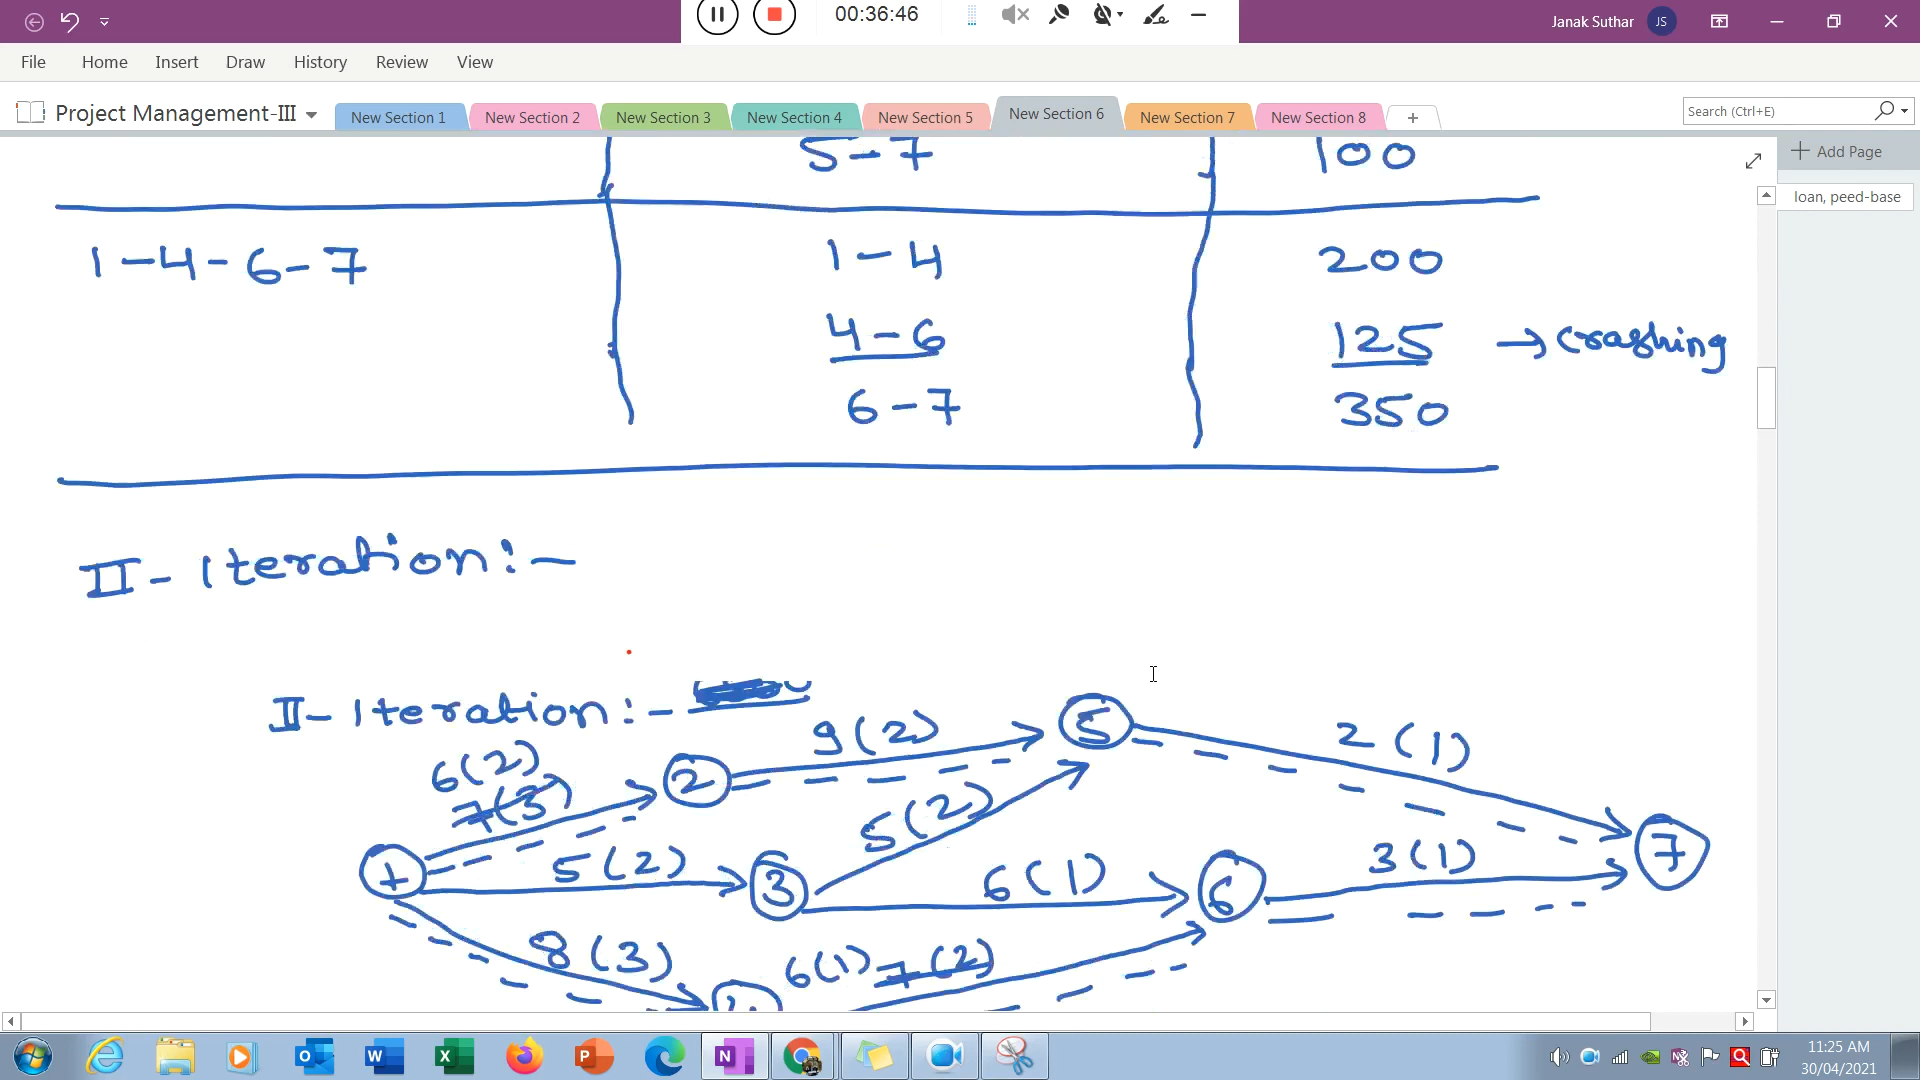 00:36:46
Janak Suthar JS
File Home Insert Draw History Review View
Project Management-III New Section 1 New Section 2 New Section 3 New Section 4 New Section 5 New Section 6 New Section 7 New Section 8 +
Search (Ctrl+E)
Add Page
loan, peed-base
5-7 100
1-4-6-7 1-4 200
4-6 125 → crashing
6-7 350
II- Iteration:-
II- Iteration:-
6(2)
7(3)
9(2)
5
2(1)
2
5(2)
1
5(2)
3
6(1)
6
3(1)
7
8(3)
6(1) 7(2)
11:25 AM
30/04/2021